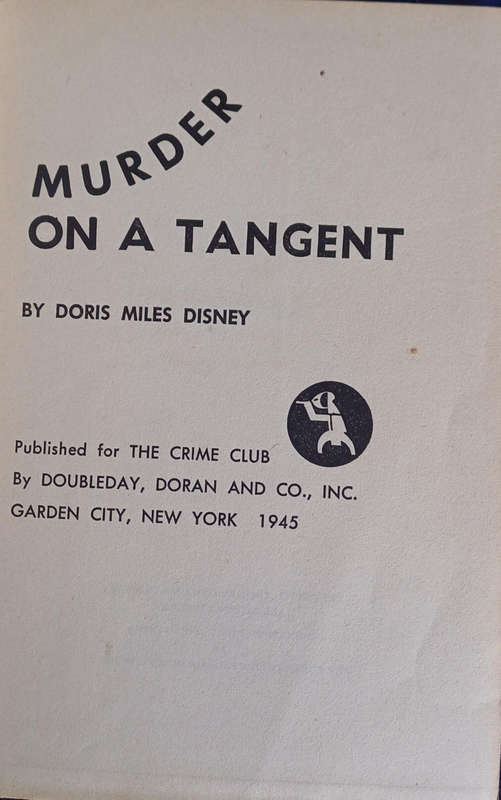 MURDER
ON A TANGENT
BY DORIS MILES DISNEY
Published for THE CRIME CLUB
By DOUBLEDAY, DORAN AND CO., INC.
GARDEN CITY, NEW YORK 1945